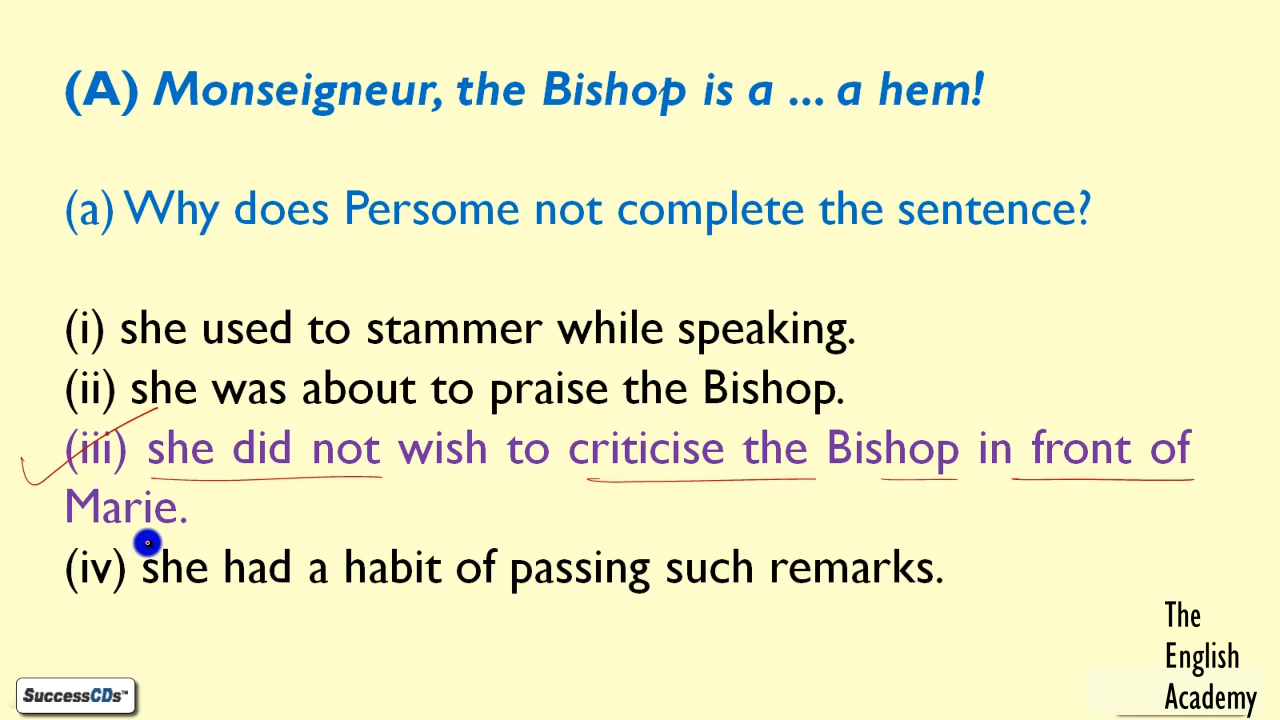 (A) Monseigneur, the Bishop is a ... a hem!
(a) Why does Persome not complete the sentence?
(i) she used to stammer while speaking.
(ii) she was about to praise the Bishop.
(iii) she did not wish to criticise the Bishop in front of
Marie.
(iv) she had a habit of passing such remarks.
The
English
Academy
SuccessCDs™